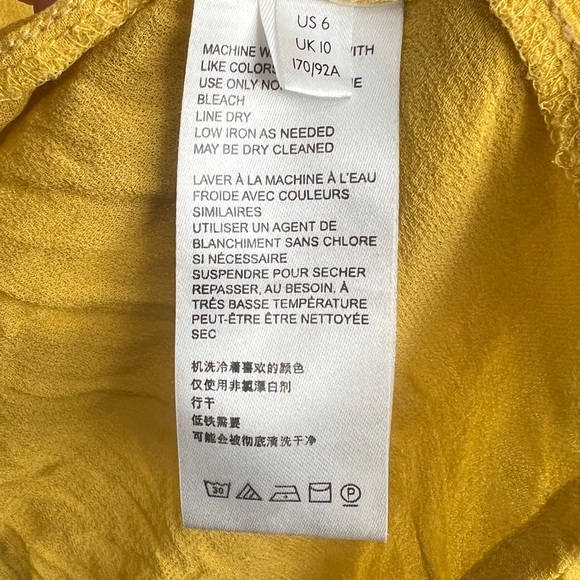 US 6
UK 10
170/92A
MACHINE W WITH
LIKE COLORS
USE ONLY NON E
BLEACH
LINE DRY
LOW IRON AS NEEDED
MAY BE DRY CLEANED
LAVER À LA MACHINE À L'EAU
FROIDE AVEC COULEURS
SIMILAIRES
UTILISER UN AGENT DE
BLANCHIMENT SANS CHLORE
SI NÉCESSAIRE
SUSPENDRE POUR SECHER
REPASSER, AU BESOIN, À
TRÉS BASSE TEMPÉRATURE
PEUT-ÊTRE ÊTRE NETTOYÉE
SEC
机洗冷着喜欢的颜色
仅使用非氯漂白剂
行干
低铁需要
可能会被彻底清洗干净
30
P